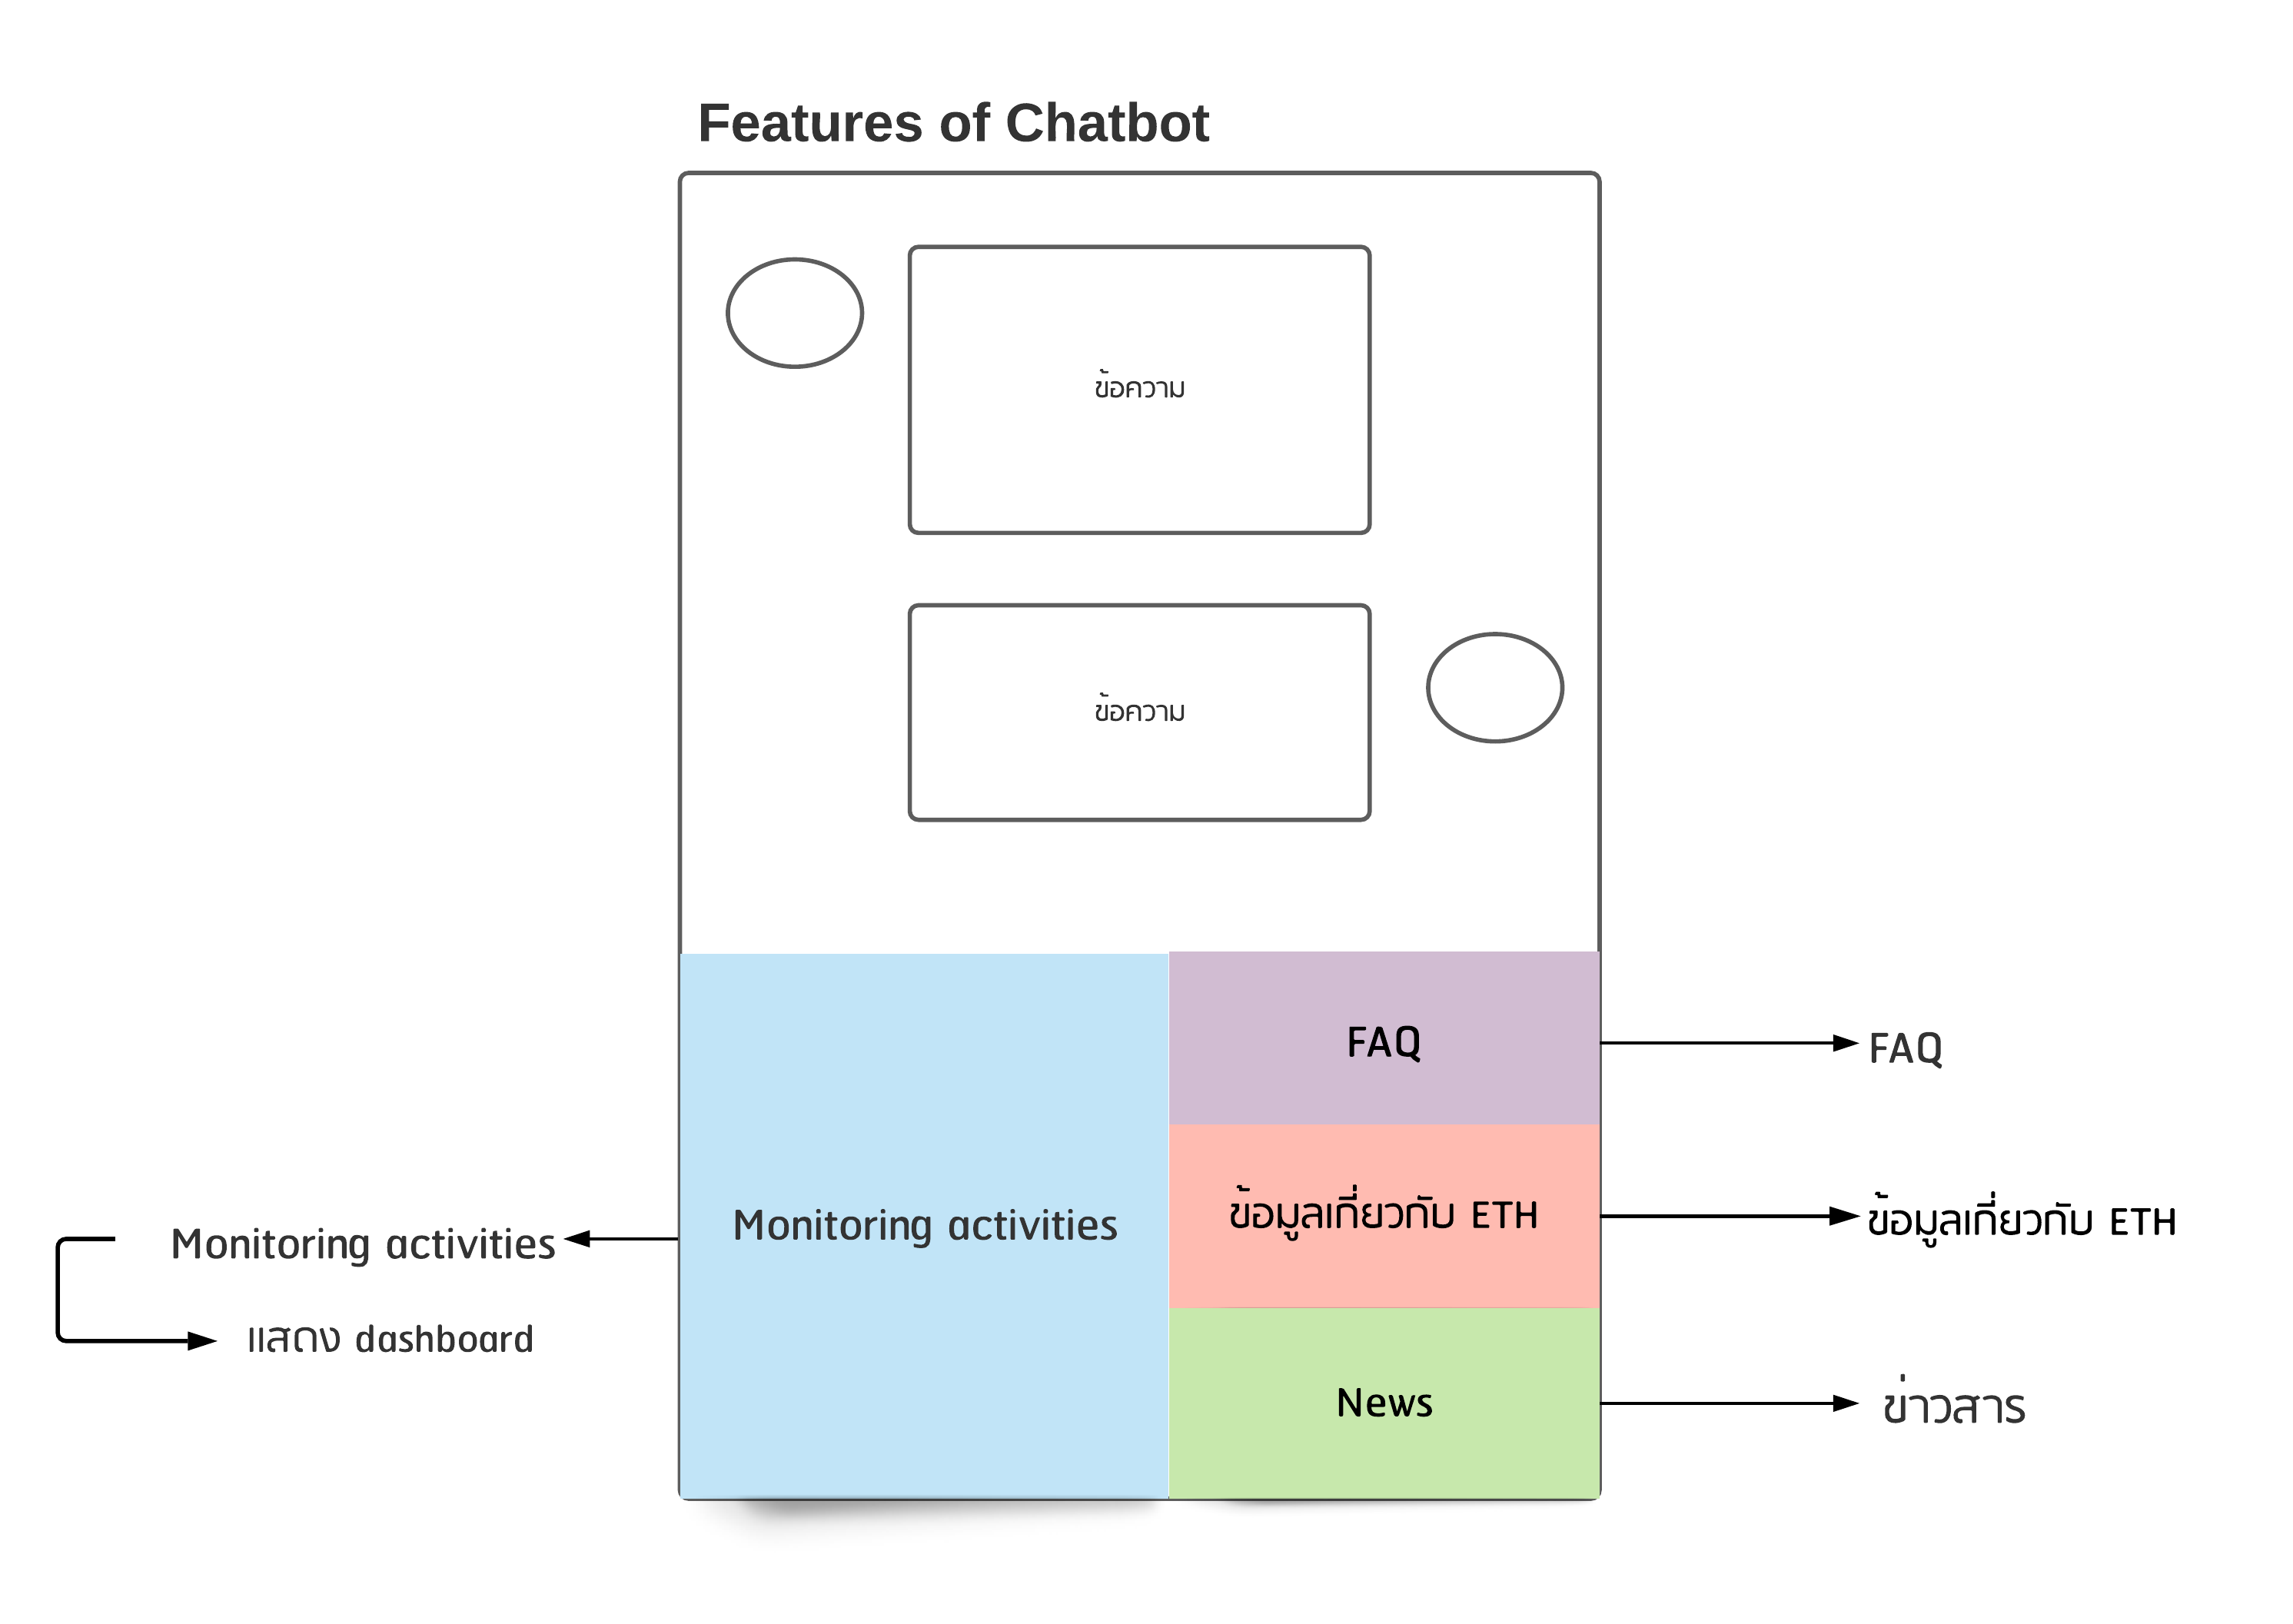 Features of Chatbot
ข้อความ
ข้อความ
Monitoring activities
FAQ
ข้อมูลเกี่ยวกับ ETH
News
Monitoring activities
แสดง dashboard
FAQ
ข้อมูลเกี่ยวกับ ETH
ข่าวสาร